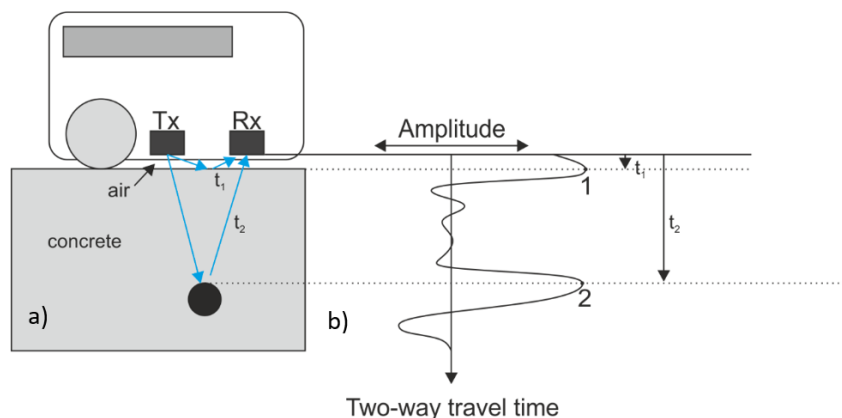 Tx
Rx
Amplitude
air
t₁
1
t₁
t₂
t₂
concrete
2
a)
b)
Two-way travel time